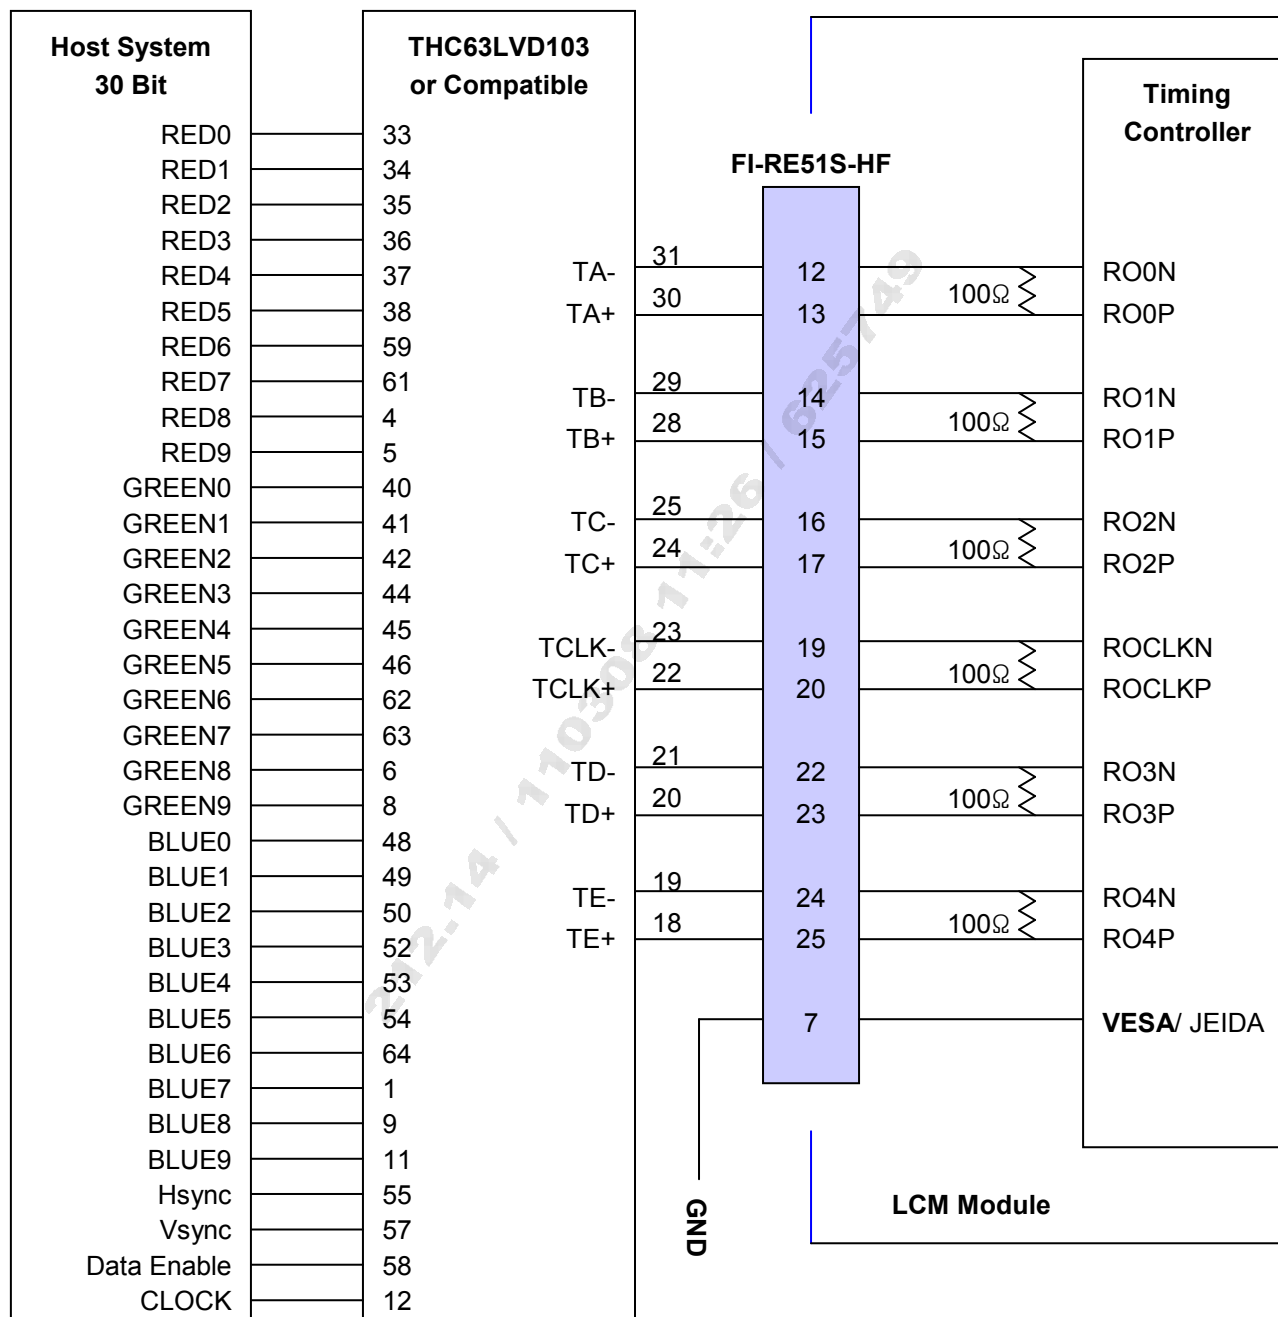 Host System
30 Bit
THC63LVD103
or Compatible
Timing
Controller
FI-RE51S-HF
RED0 33
RED1 34
RED2 35
RED3 36
RED4 37
RED5 38
RED6 59
RED7 61
RED8 4
RED9 5
GREEN0 40
GREEN1 41
GREEN2 42
GREEN3 44
GREEN4 45
GREEN5 46
GREEN6 62
GREEN7 63
GREEN8 6
GREEN9 8
BLUE0 48
BLUE1 49
BLUE2 50
BLUE3 52
BLUE4 53
BLUE5 54
BLUE6 64
BLUE7 1
BLUE8 9
BLUE9 11
Hsync 55
Vsync 57
Data Enable 58
CLOCK 12
TA- 31 12 RO0N
100Ω
TA+ 30 13 RO0P
TB- 29 14 RO1N
100Ω
TB+ 28 15 RO1P
TC- 25 16 RO2N
100Ω
TC+ 24 17 RO2P
TCLK- 23 19 ROCLKN
100Ω
TCLK+ 22 20 ROCLKP
TD- 21 22 RO3N
100Ω
TD+ 20 23 RO3P
TE- 19 24 RO4N
100Ω
TE+ 18 25 RO4P
7 VESA/ JEIDA
GND
LCM Module
212.14 / 110308 11:26 / 625749